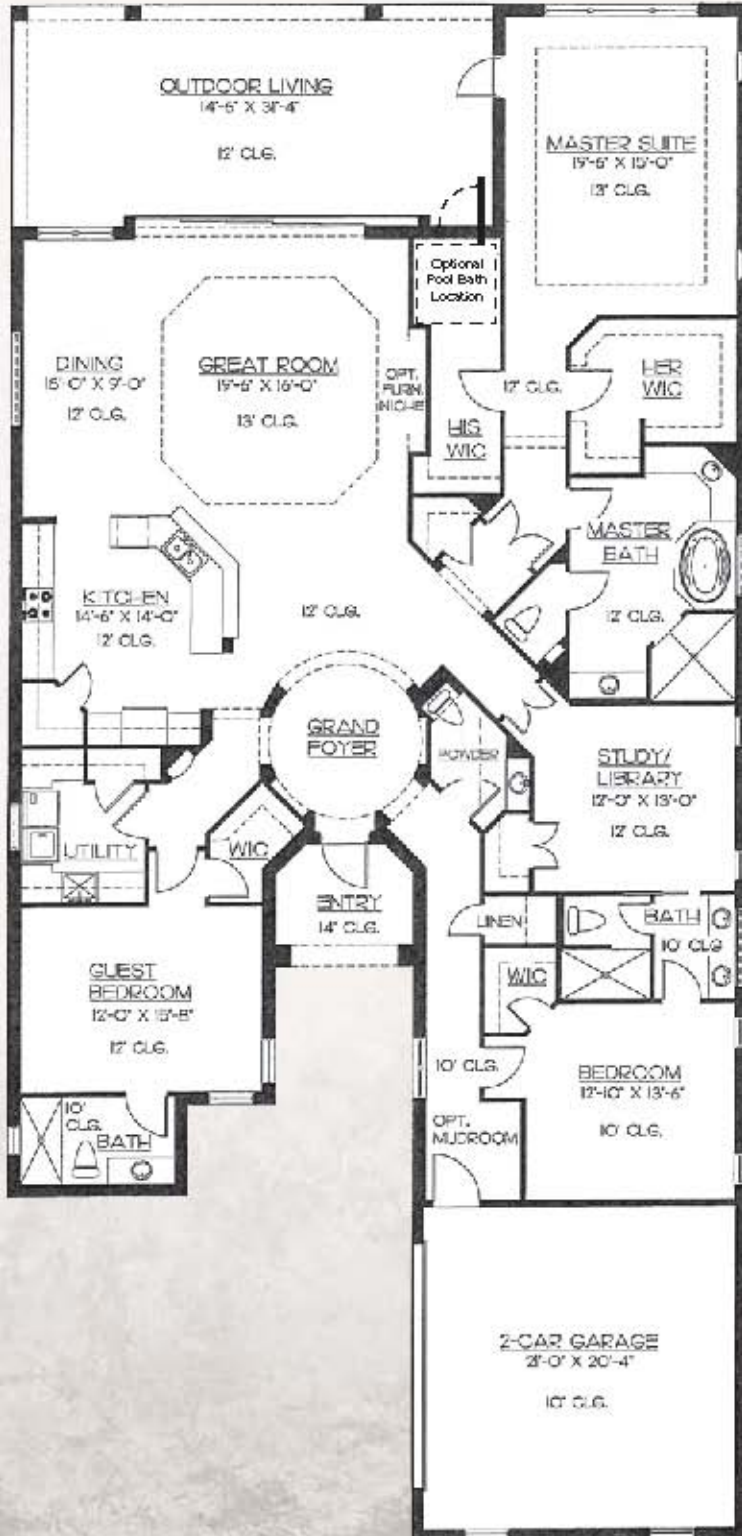 OUTDOOR LIVING
14'-6" X 31'-4"
12' CLG.
MASTER SUITE
19'-6" X 15'-0"
13' CLG.
Optional
Pool Bath
Location
DINING
15'-0" X 9'-0"
12' CLG.
GREAT ROOM
19'-6" X 16'-0"
13' CLG.
OPT.
FURN.
NICHE
HIS
WIC
12' CLG.
HER
WIC
MASTER
BATH
12' CLG.
KITCHEN
14'-6" X 14'-0"
12' CLG.
12' CLG.
GRAND
FOYER
POWDER
STUDY/
LIBRARY
12'-0" X 13'-0"
12' CLG.
UTILITY
WIC
ENTRY
14' CLG.
LINEN
BATH
10' CLG.
WIC
GUEST
BEDROOM
12'-0" X 15'-8"
12' CLG.
10'
CLG.
BATH
10' CLG.
BEDROOM
12'-10" X 13'-6"
10' CLG.
OPT.
MUDROOM
2-CAR GARAGE
21'-0" X 20'-4"
10' CLG.